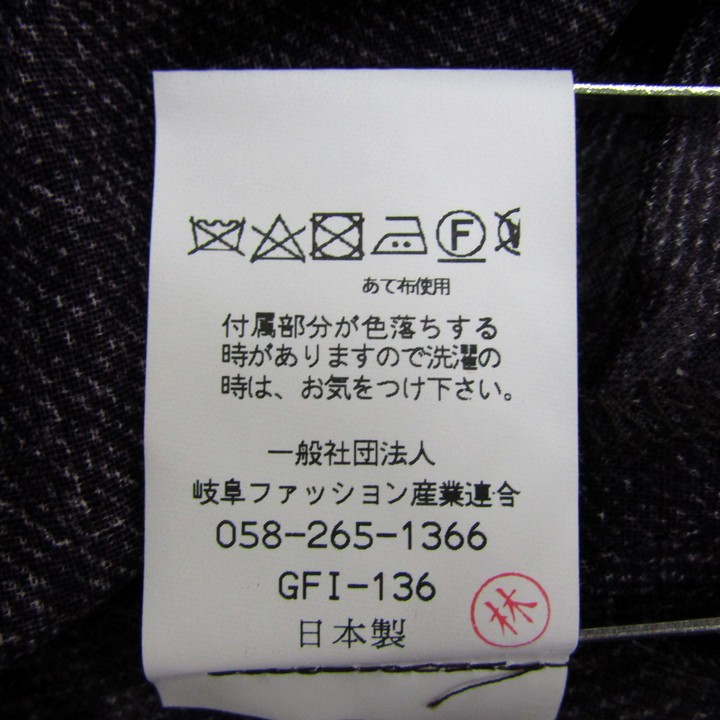 F
あて布使用
付属部分が色落ちする
時がありますので洗濯の
時は、お気をつけ下さい。
一般社団法人
岐阜ファッション産業連合
058-265-1366
GFI-136
林
日本製